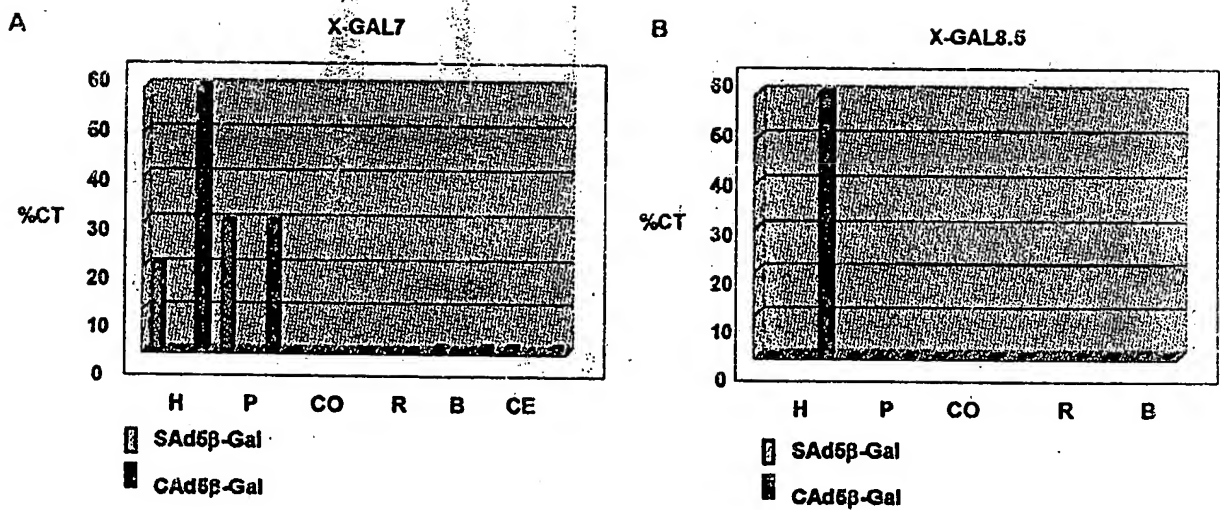 A
X-GAL7
60
50
40
%CT
30
20
10
0
H P CO R B CE
SAd5β-Gal
CAd5β-Gal
B
X-GAL8.5
80
60
40
%CT
30
20
10
0
H P CO R B
SAd5β-Gal
CAd5β-Gal